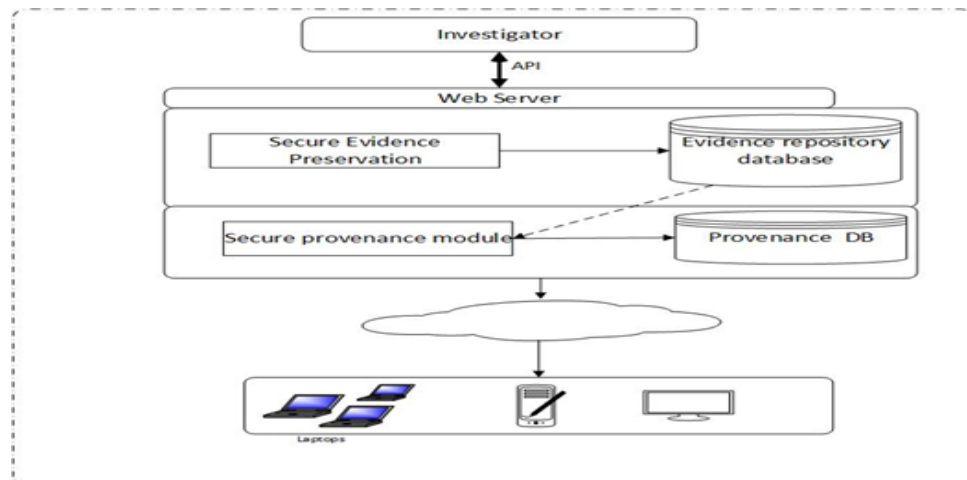 Investigator
API
Web Server
Secure Evidence
Preservation
Evidence repository
database
Secure provenance module
Provenance DB
Laptops